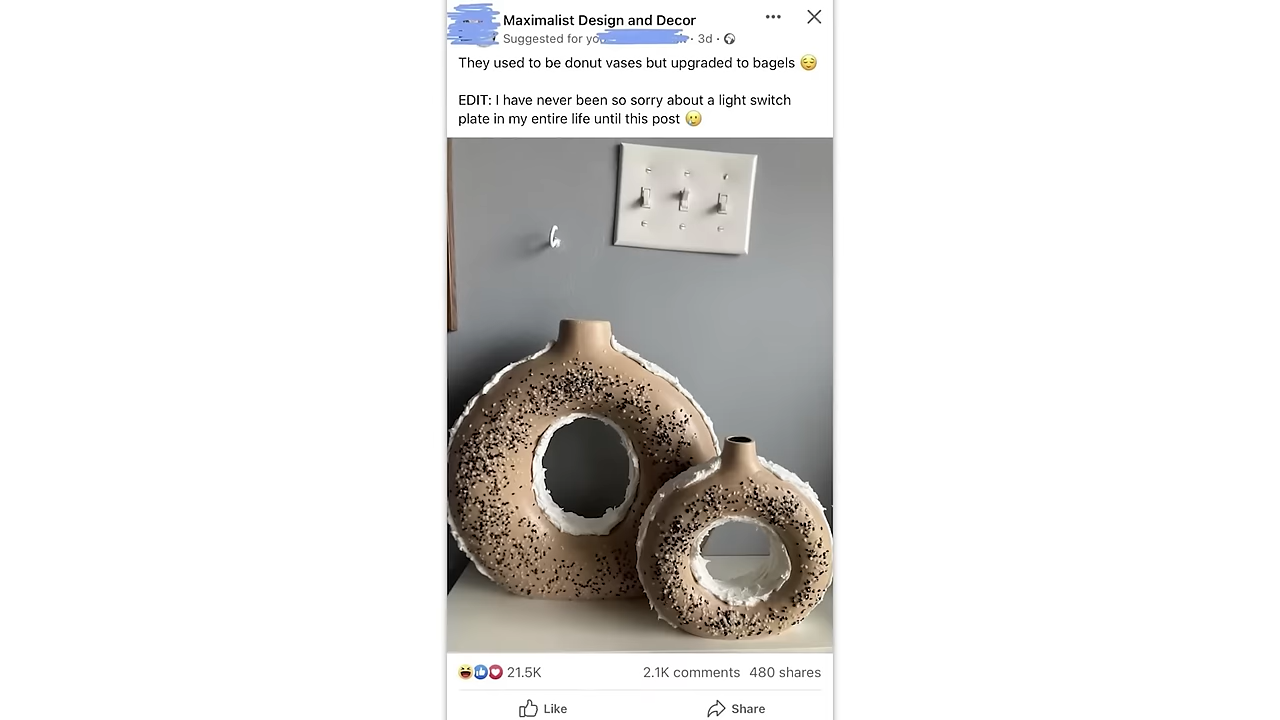 Maximalist Design and Decor
Suggested for yo · 3d ·
They used to be donut vases but upgraded to bagels 😌
EDIT: I have never been so sorry about a light switch
plate in my entire life until this post 🥲
21.5K 2.1K comments 480 shares
Like Share